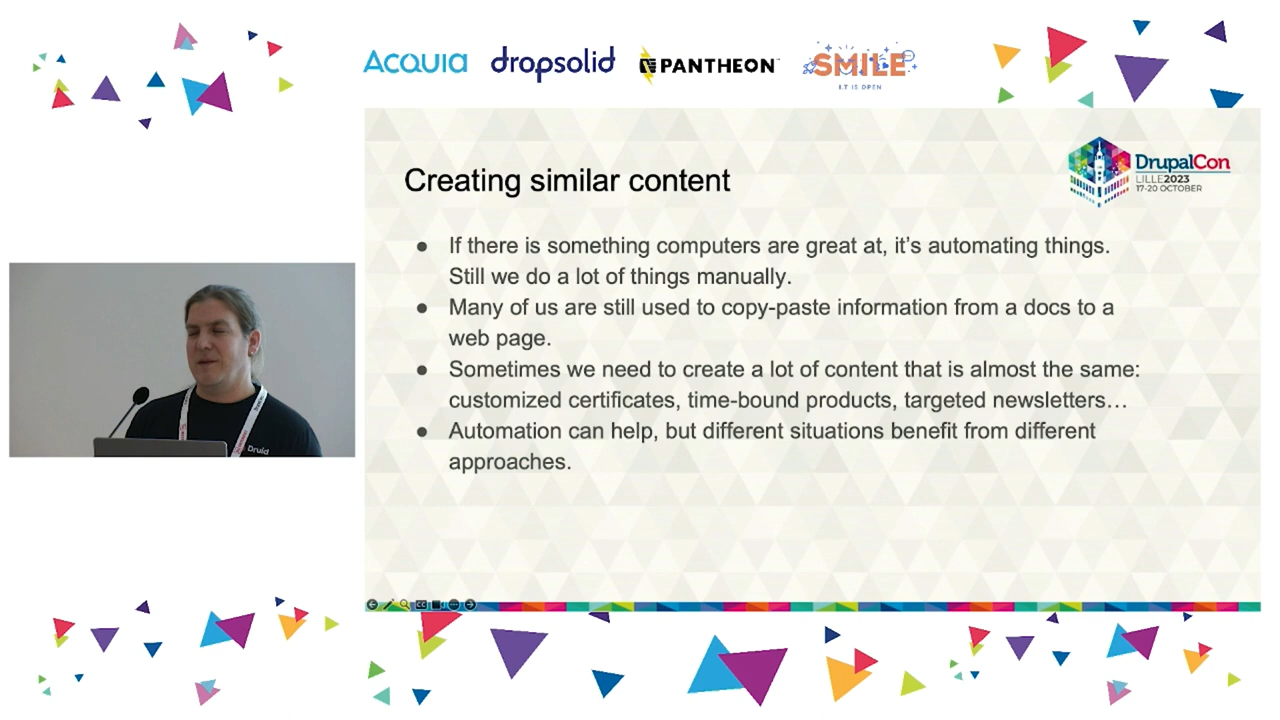 ACQUIA
dropsolid
PANTHEON
SMILE
I.T IS OPEN
DrupalCon
LILLE2023
17-20 OCTOBER
Creating similar content
● If there is something computers are great at, it's automating things.
Still we do a lot of things manually.
● Many of us are still used to copy-paste information from a docs to a
web page.
● Sometimes we need to create a lot of content that is almost the same:
customized certificates, time-bound products, targeted newsletters…
● Automation can help, but different situations benefit from different
approaches.
Druid
CC